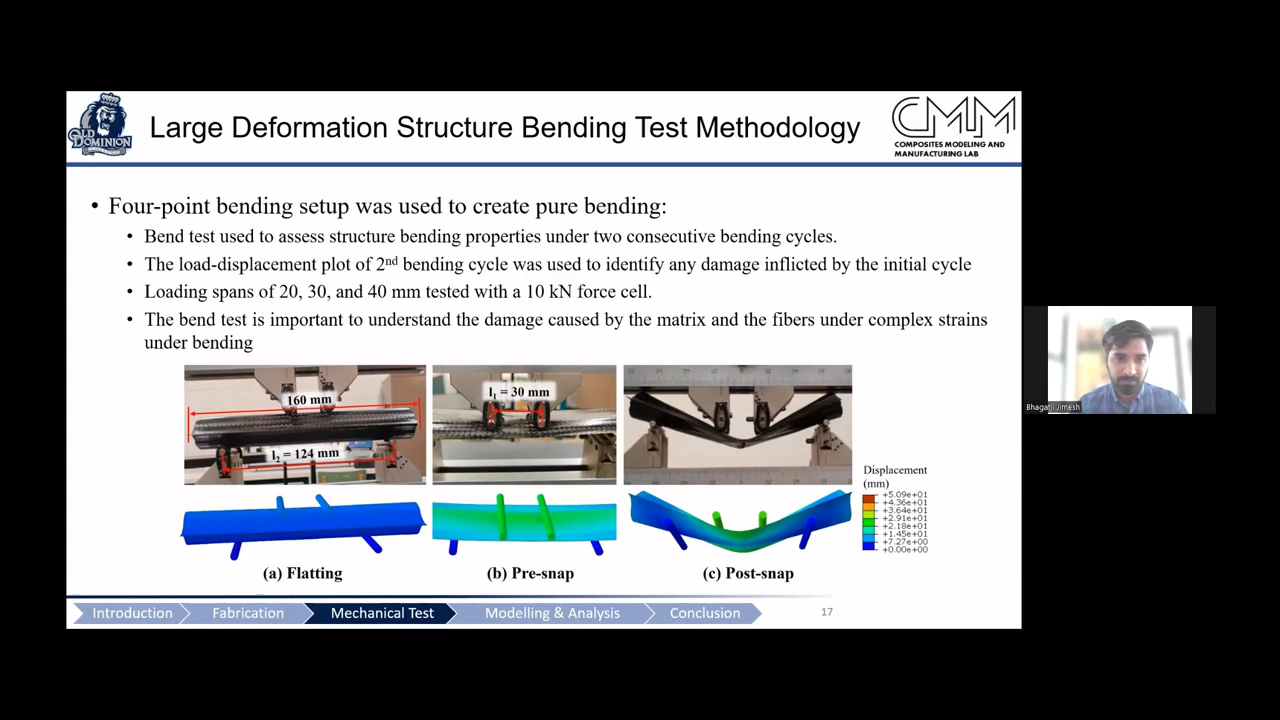 OLD DOMINION
Large Deformation Structure Bending Test Methodology
CMM
COMPOSITES MODELING AND
MANUFACTURING LAB
• Four-point bending setup was used to create pure bending:
• Bend test used to assess structure bending properties under two consecutive bending cycles.
• The load-displacement plot of 2nd bending cycle was used to identify any damage inflicted by the initial cycle
• Loading spans of 20, 30, and 40 mm tested with a 10 kN force cell.
• The bend test is important to understand the damage caused by the matrix and the fibers under complex strains
under bending
160 mm
l₂ = 124 mm
l₁ = 30 mm
Displacement
(mm)
+5.09e+01
+4.36e+01
+3.64e+01
+2.91e+01
+2.18e+01
+1.45e+01
+7.27e+00
+0.00e+00
(a) Flatting
(b) Pre-snap
(c) Post-snap
Introduction
Fabrication
Mechanical Test
Modelling & Analysis
Conclusion
17
Bhagatji Jimesh